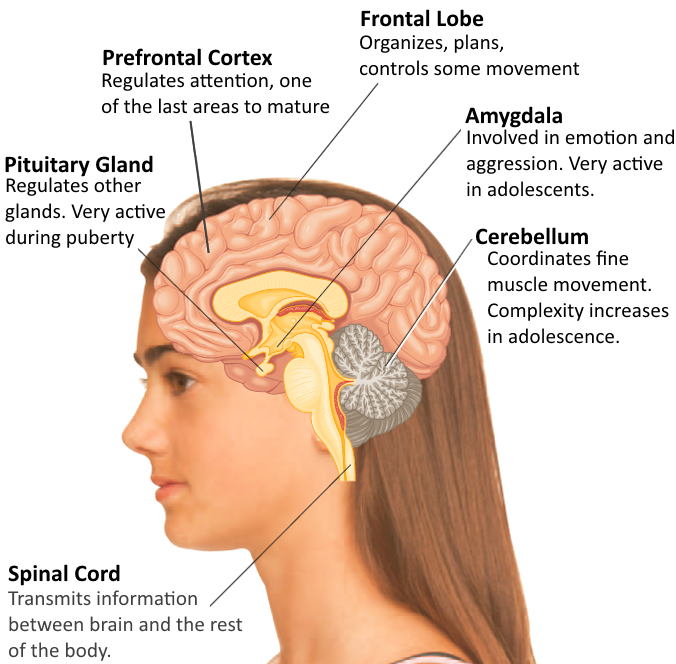 Frontal Lobe
Organizes, plans,
controls some movement
Prefrontal Cortex
Regulates attention, one
of the last areas to mature
Amygdala
Involved in emotion and
aggression. Very active
in adolescents.
Pituitary Gland
Regulates other
glands. Very active
during puberty
Cerebellum
Coordinates fine
muscle movement.
Complexity increases
in adolescence.
Spinal Cord
Transmits information
between brain and the rest
of the body.